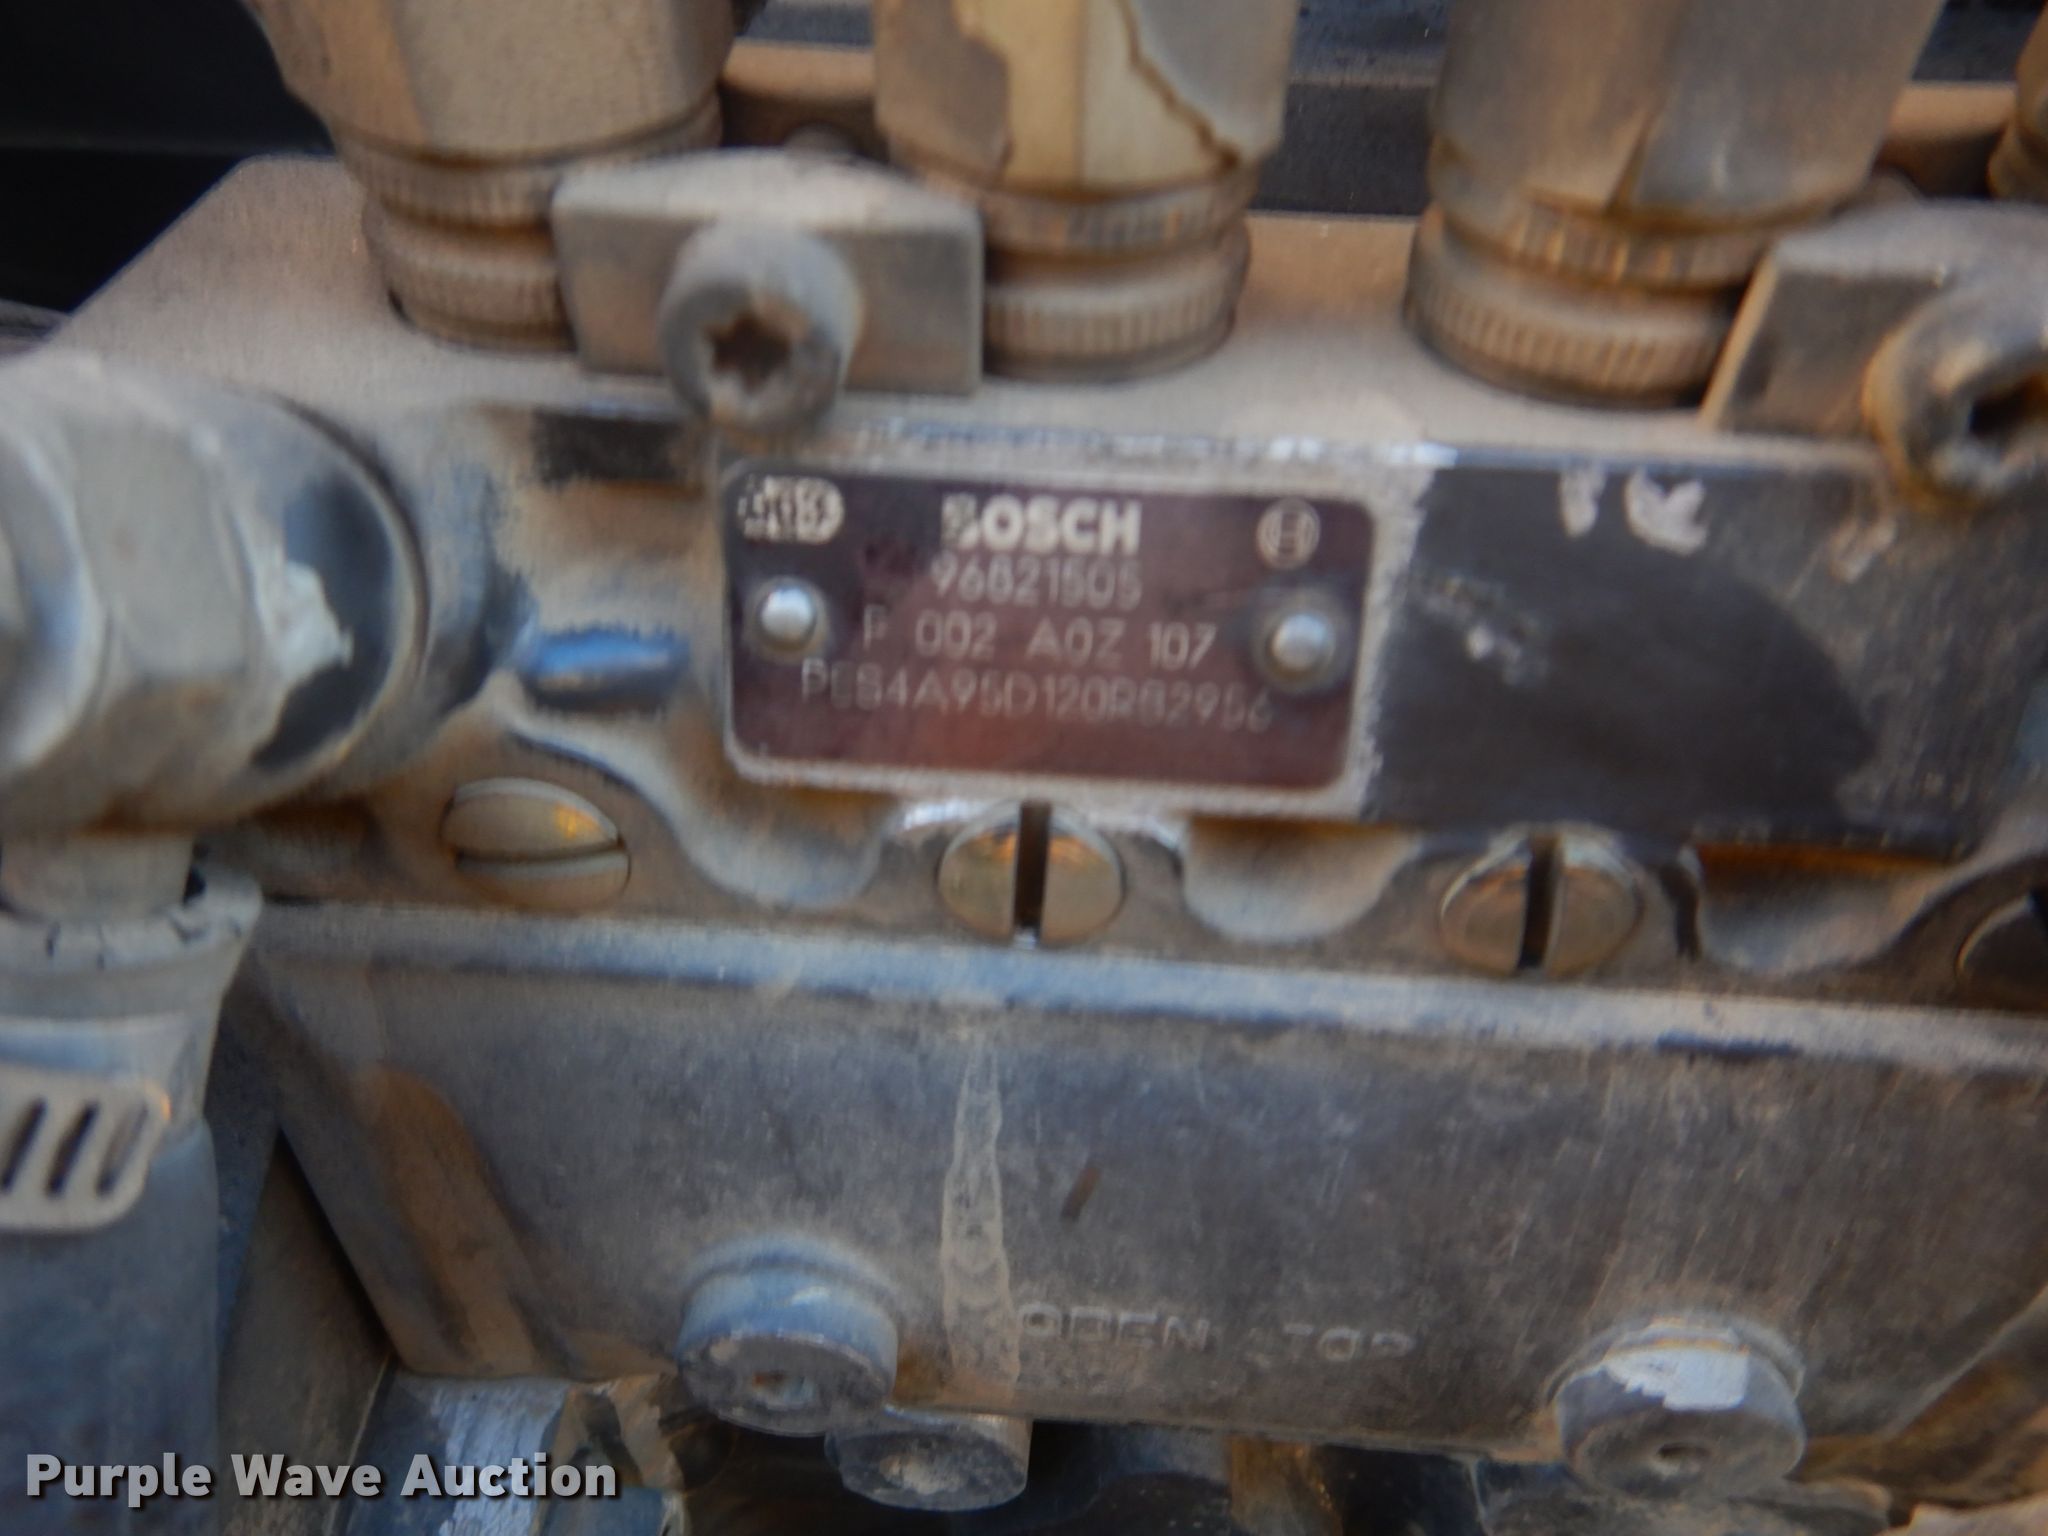 BOSCH
96821505
F 002 A0Z 107
PES4A95D120RS2956
Purple Wave Auction